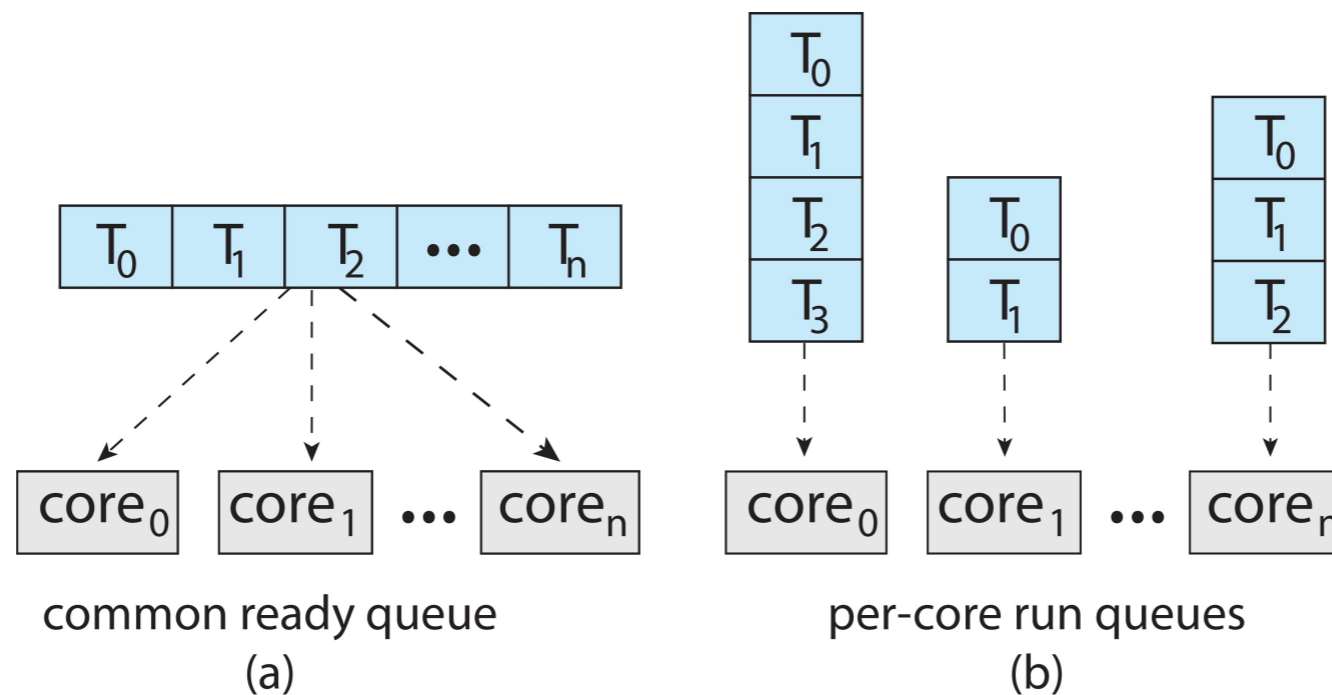 T₀ T₁ T₂ ••• Tₙ
core₀ core₁ ••• coreₙ
common ready queue
(a)
T₀
T₁
T₂
T₃
T₀
T₁
T₀
T₁
T₂
core₀ core₁ ••• coreₙ
per-core run queues
(b)